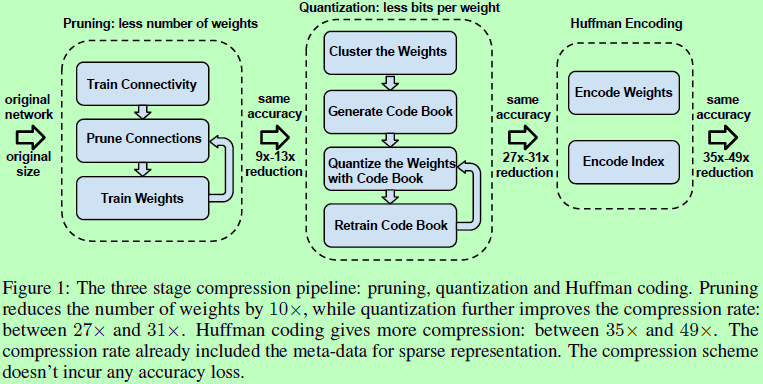 Pruning: less number of weights
Train Connectivity
Prune Connections
Train Weights
original
network
original
size
same
accuracy
9x-13x
reduction
Quantization: less bits per weight
Cluster the Weights
Generate Code Book
Quantize the Weights
with Code Book
Retrain Code Book
same
accuracy
27x-31x
reduction
Huffman Encoding
Encode Weights
Encode Index
same
accuracy
35x-49x
reduction
Figure 1: The three stage compression pipeline: pruning, quantization and Huffman coding. Pruning
reduces the number of weights by 10×, while quantization further improves the compression rate:
between 27× and 31×. Huffman coding gives more compression: between 35× and 49×. The
compression rate already included the meta-data for sparse representation. The compression scheme
doesn't incur any accuracy loss.